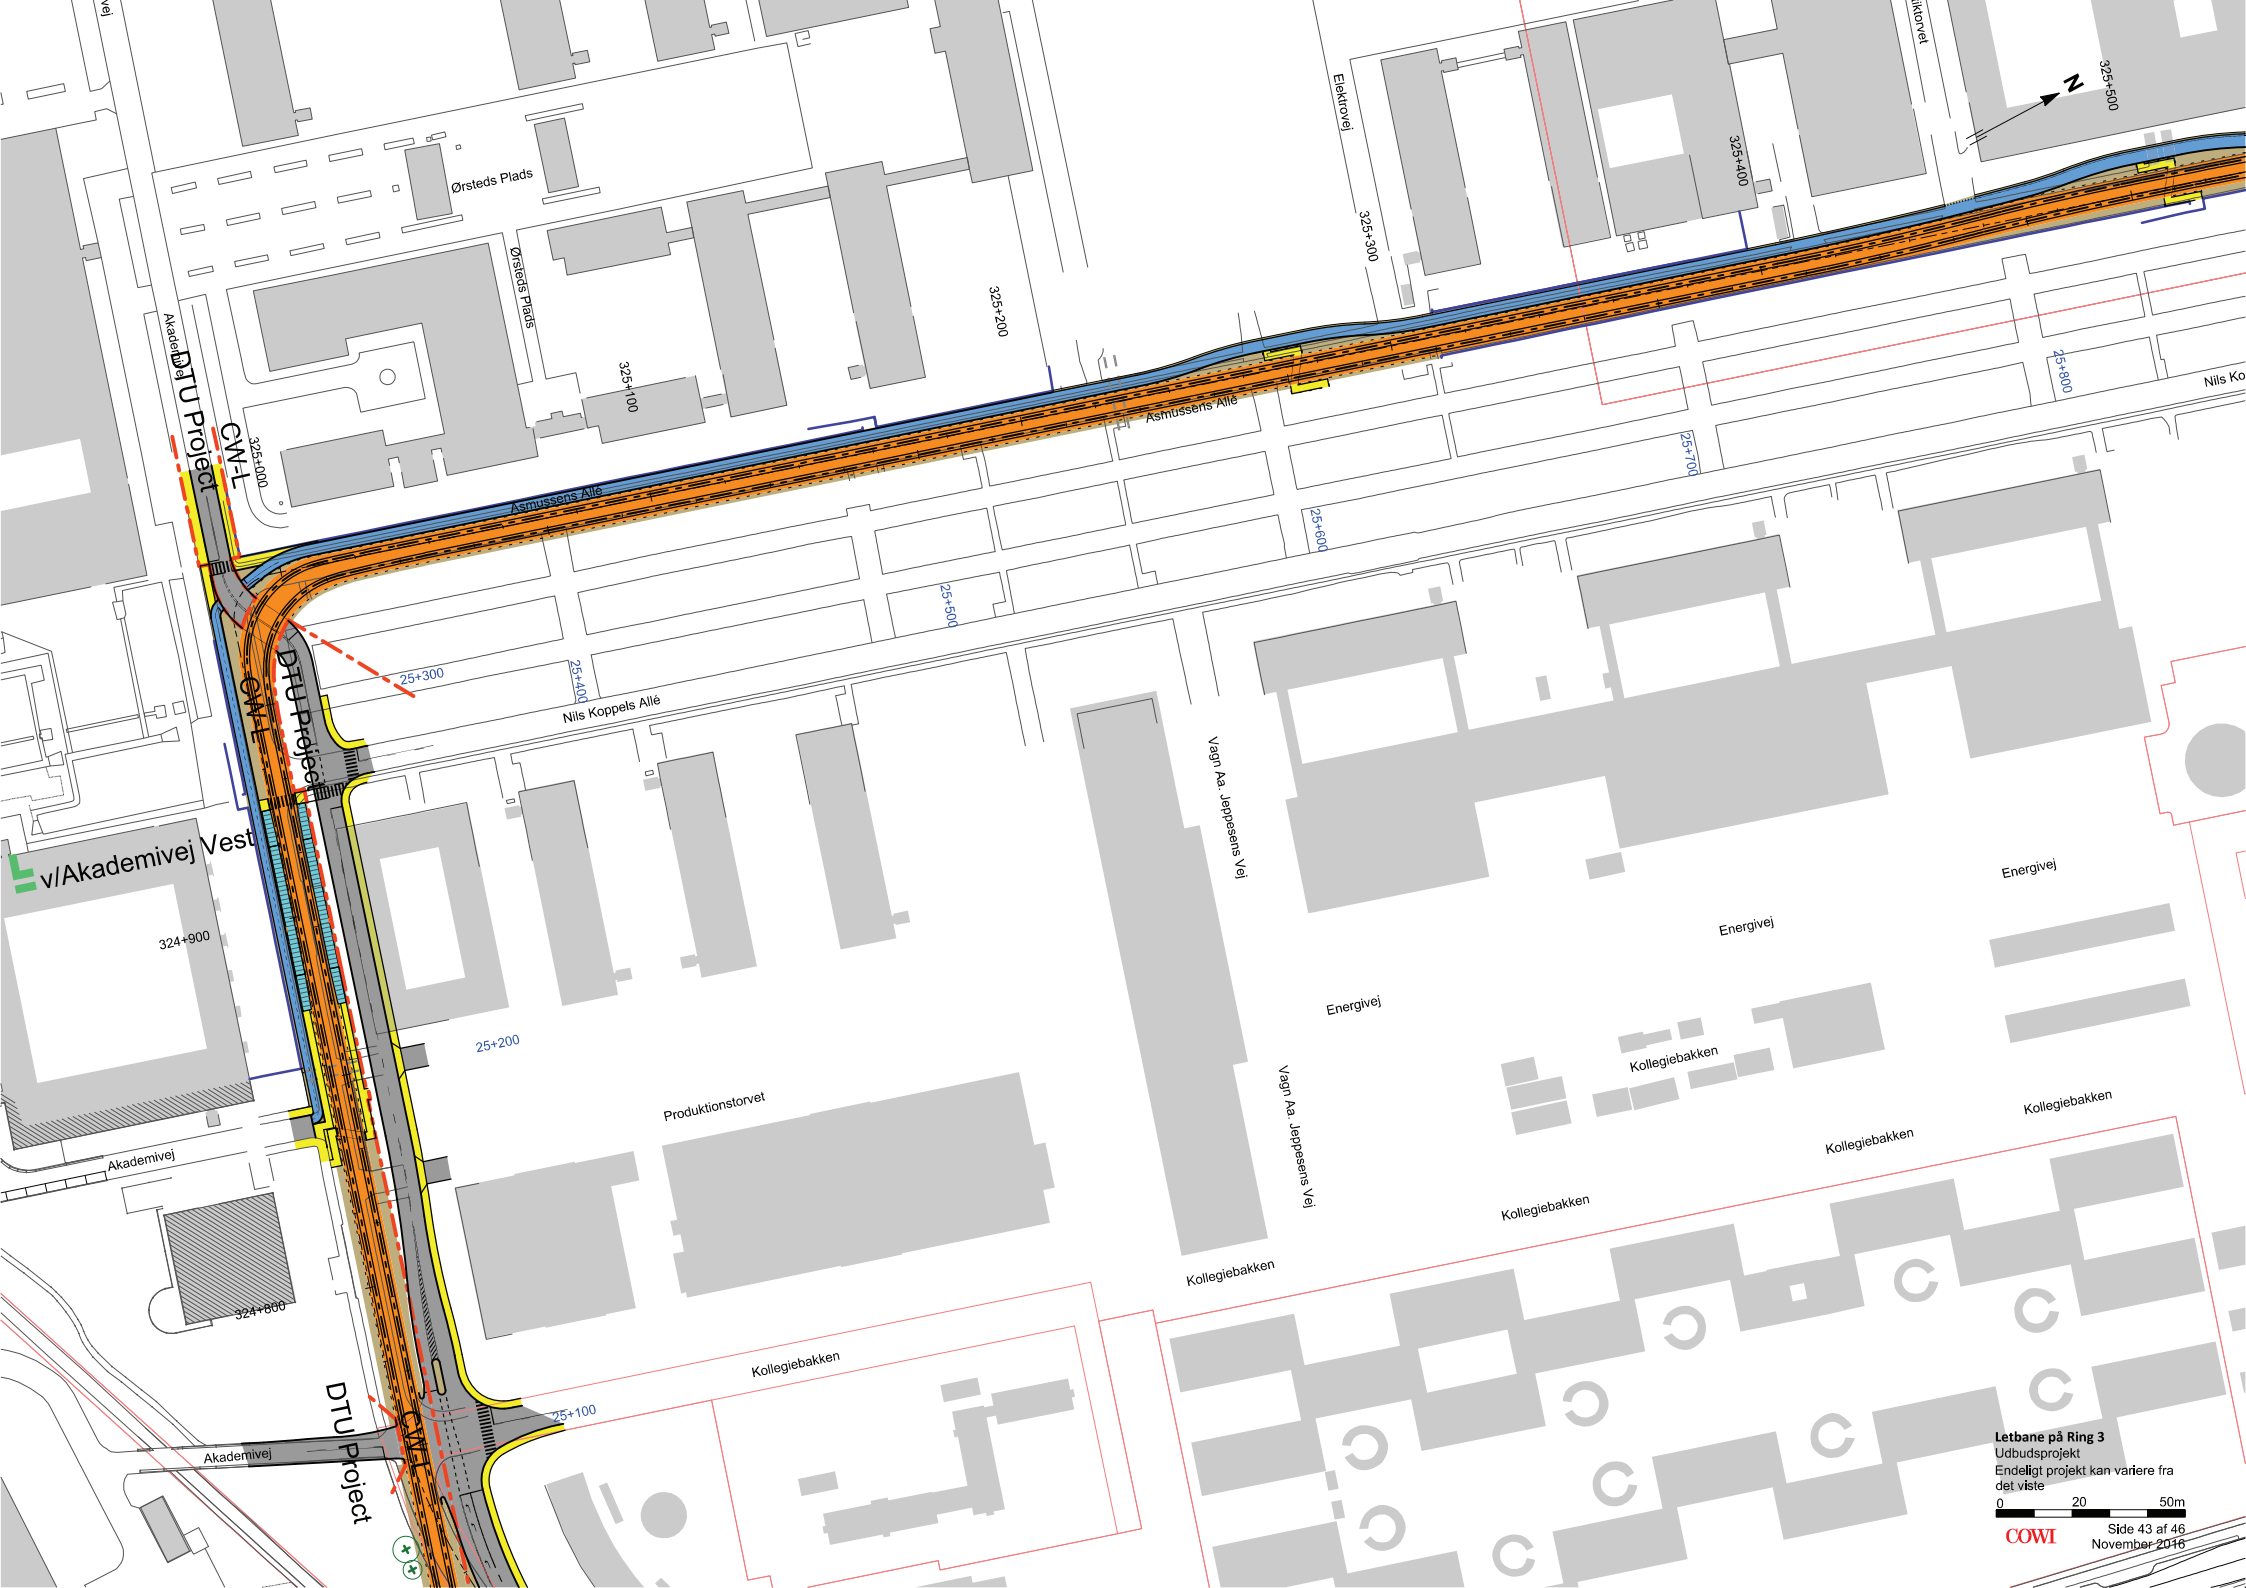 vej
Elektrovej
iktorvet
N
325+500
325+400
Ørsteds Plads
Ørsteds Plads
325+300
325+200
325+100
Akademivej
DTU Project
CW-L
325+000
Asmussens Allé
Asmussens Allé
25+800
Nils Ko
25+700
25+600
25+500
25+400
25+300
Nils Koppels Allé
DTU Project
CW-L
v/Akademivej Vest
324+900
25+200
Vagn Aa. Jeppesens Vej
Energivej
Energivej
Energivej
Kollegiebakken
Kollegiebakken
Kollegiebakken
Kollegiebakken
Kollegiebakken
Kollegiebakken
Vagn Aa. Jeppesens Vej
Produktionstorvet
Akademivej
324+800
25+100
Akademivej
DTU Project
CW-L
Letbane på Ring 3
Udbudsprojekt
Endeligt projekt kan variere fra
det viste
0 20 50m
COWI
Side 43 af 46
November 2016